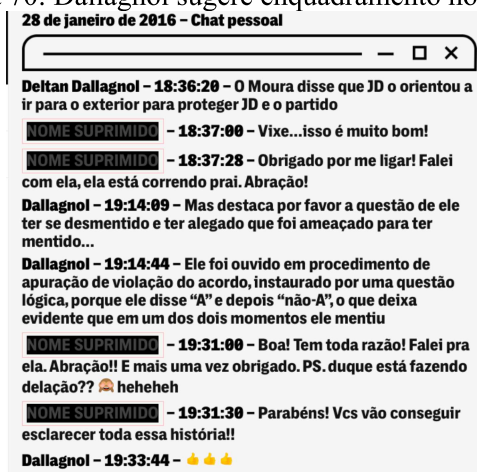 70: Dallagnol sugere enquadramento no
28 de janeiro de 2016 – Chat pessoal
Deltan Dallagnol – 18:36:20 – O Moura disse que JD o orientou a
ir para o exterior para proteger JD e o partido
NOME SUPRIMIDO – 18:37:00 – Vixe...isso é muito bom!
NOME SUPRIMIDO – 18:37:28 – Obrigado por me ligar! Falei
com ela, ela está correndo prai. Abração!
Dallagnol – 19:14:09 – Mas destaca por favor a questão de ele
ter se desmentido e ter alegado que foi ameaçado para ter
mentido...
Dallagnol – 19:14:44 – Ele foi ouvido em procedimento de
apuração de violação do acordo, instaurado por uma questão
lógica, porque ele disse “A” e depois “não-A”, o que deixa
evidente que em um dos dois momentos ele mentiu
NOME SUPRIMIDO – 19:31:00 – Boa! Tem toda razão! Falei pra
ela. Abração!! E mais uma vez obrigado. PS. duque está fazendo
delação?? 🙈 heheheh
NOME SUPRIMIDO – 19:31:30 – Parabéns! Vcs vão conseguir
esclarecer toda essa história!!
Dallagnol – 19:33:44 – 👍👍👍